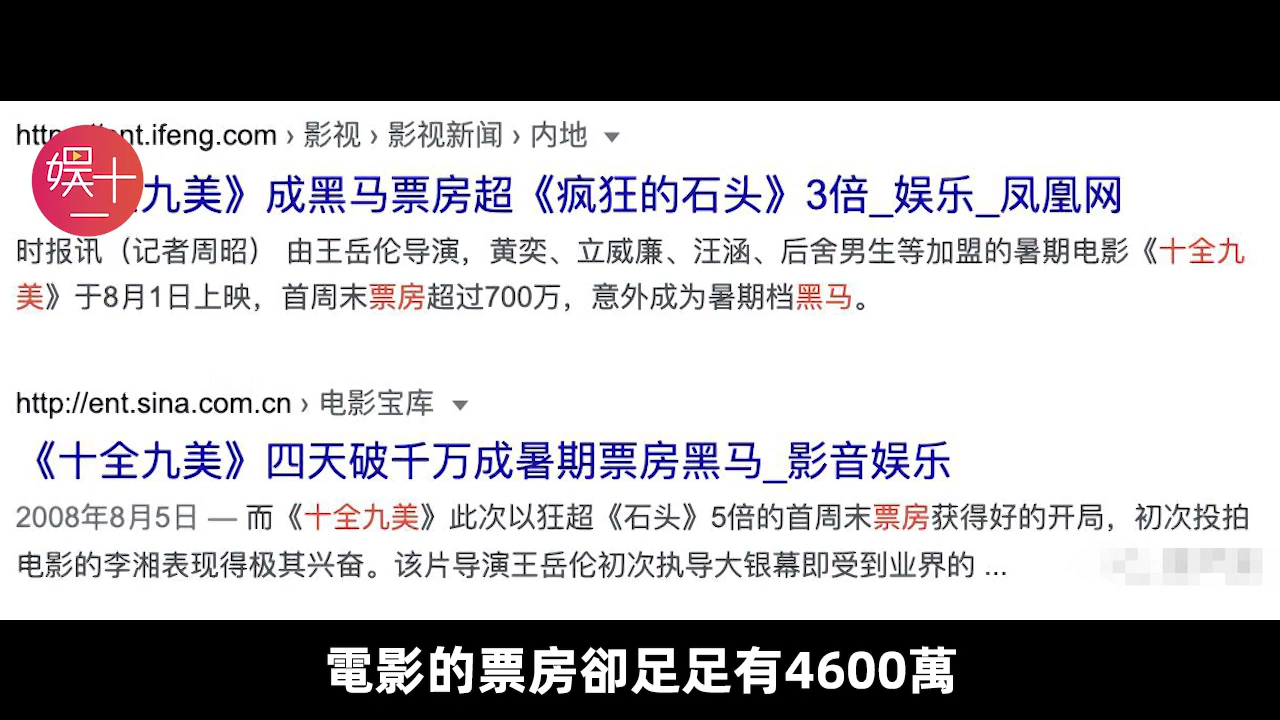 http://ent.ifeng.com › 影视 › 影视新闻 › 内地
娱十一
九美》成黑马票房超《疯狂的石头》3倍_娱乐_凤凰网
时报讯（记者周昭） 由王岳伦导演，黄奕、立威廉、汪涵、后舍男生等加盟的暑期电影《十全九
美》于8月1日上映，首周末票房超过700万，意外成为暑期档黑马。
http://ent.sina.com.cn › 电影宝库
《十全九美》四天破千万成暑期票房黑马_影音娱乐
2008年8月5日 — 而《十全九美》此次以狂超《石头》5倍的首周末票房获得好的开局，初次投拍
电影的李湘表现得极其兴奋。该片导演王岳伦初次执导大银幕即受到业界的 ...
電影的票房卻足足有4600萬